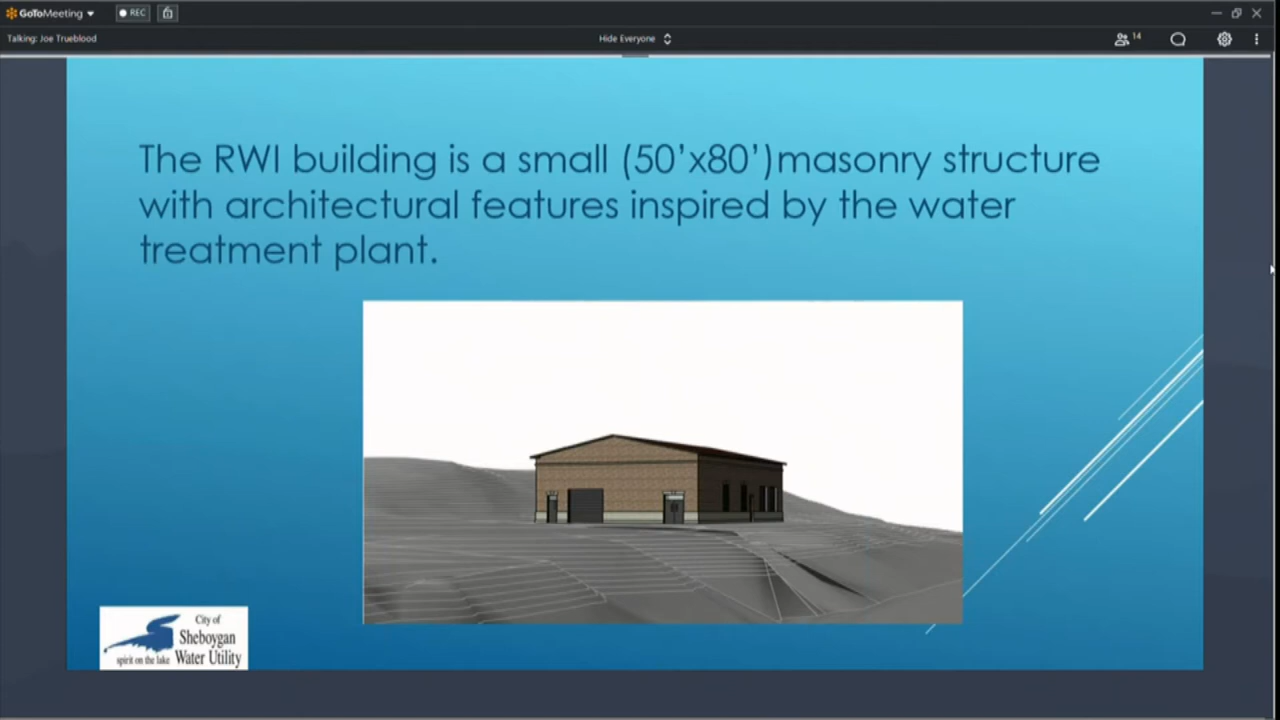 GoToMeeting
REC
Talking: Joe Trueblood
Hide Everyone
14
The RWI building is a small (50’x80’)masonry structure
with architectural features inspired by the water
treatment plant.
City of
Sheboygan
spirit on the lake Water Utility